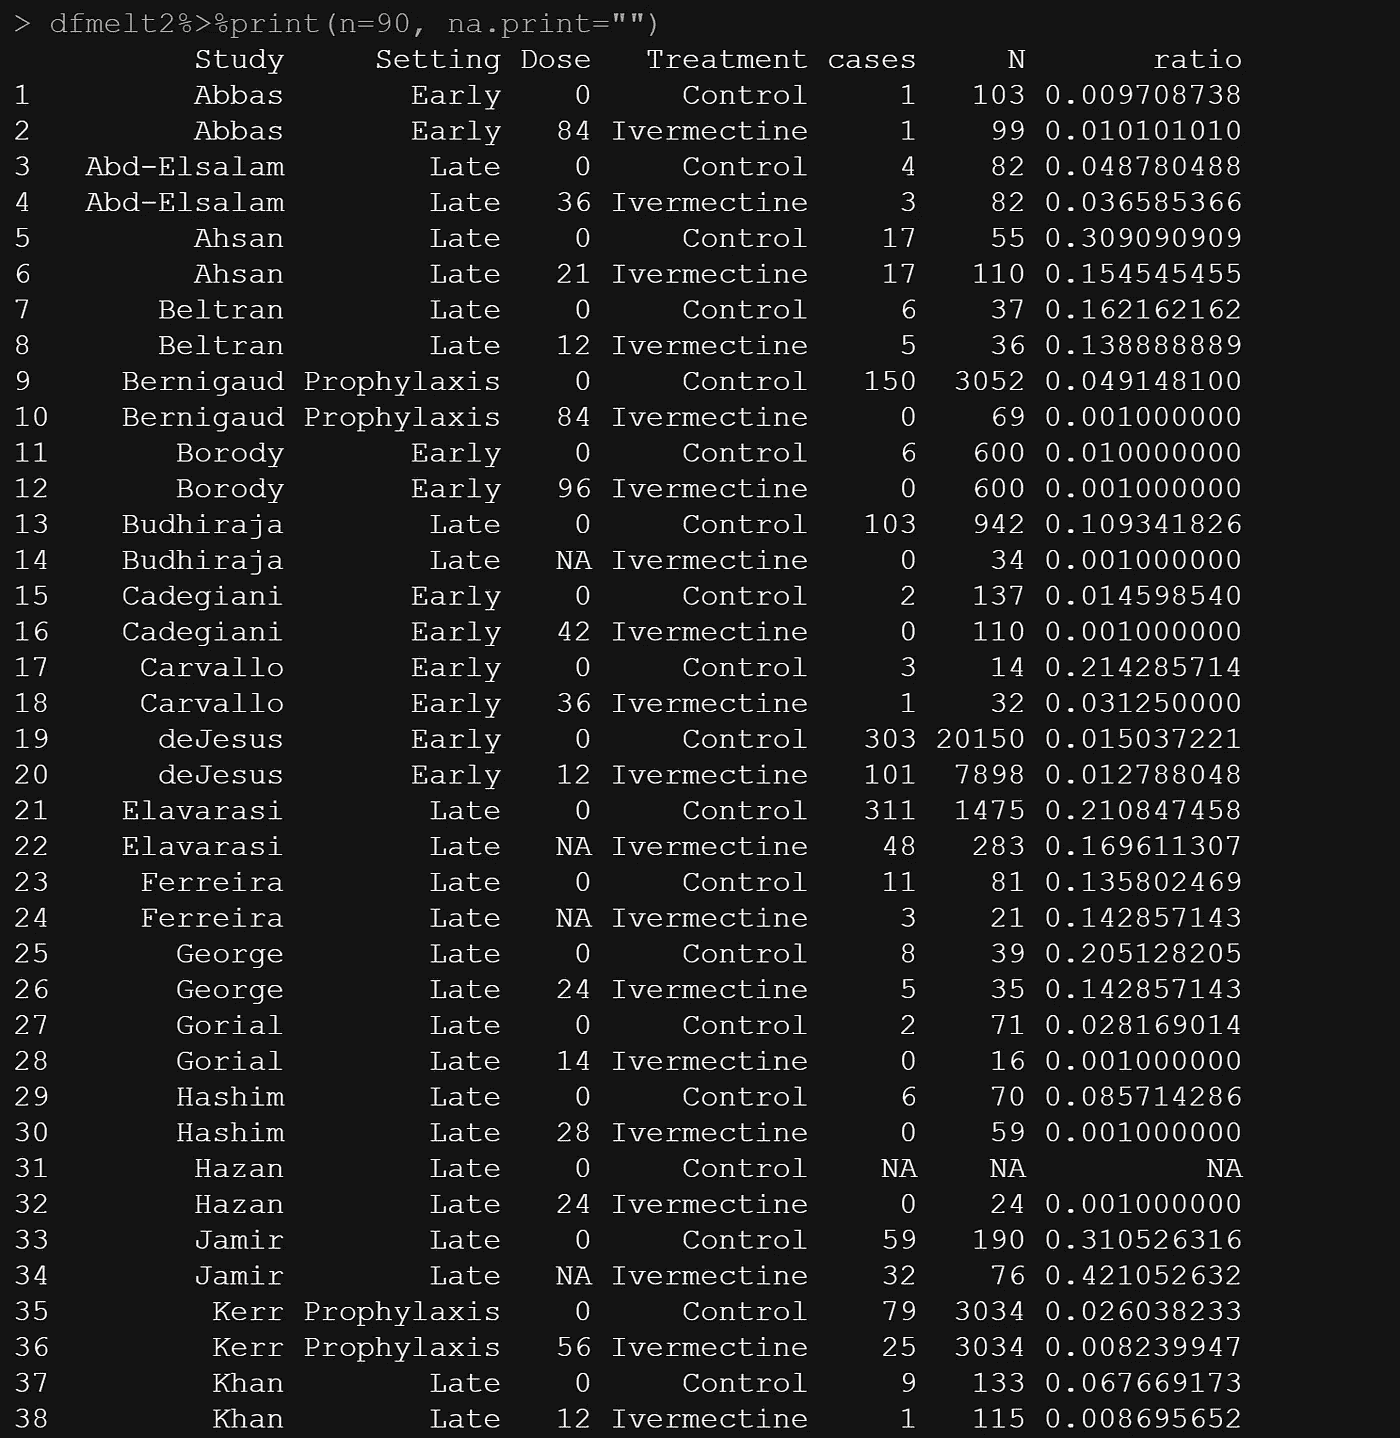 > dfmelt2%>%print(n=90, na.print="")
Study Setting Dose Treatment cases N ratio
1 Abbas Early 0 Control 1 103 0.009708738
2 Abbas Early 84 Ivermectine 1 99 0.010101010
3 Abd-Elsalam Late 0 Control 4 82 0.048780488
4 Abd-Elsalam Late 36 Ivermectine 3 82 0.036585366
5 Ahsan Late 0 Control 17 55 0.309090909
6 Ahsan Late 21 Ivermectine 17 110 0.154545455
7 Beltran Late 0 Control 6 37 0.162162162
8 Beltran Late 12 Ivermectine 5 36 0.138888889
9 Bernigaud Prophylaxis 0 Control 150 3052 0.049148100
10 Bernigaud Prophylaxis 84 Ivermectine 0 69 0.001000000
11 Borody Early 0 Control 6 600 0.010000000
12 Borody Early 96 Ivermectine 0 600 0.001000000
13 Budhiraja Late 0 Control 103 942 0.109341826
14 Budhiraja Late NA Ivermectine 0 34 0.001000000
15 Cadegiani Early 0 Control 2 137 0.014598540
16 Cadegiani Early 42 Ivermectine 0 110 0.001000000
17 Carvallo Early 0 Control 3 14 0.214285714
18 Carvallo Early 36 Ivermectine 1 32 0.031250000
19 deJesus Early 0 Control 303 20150 0.015037221
20 deJesus Early 12 Ivermectine 101 7898 0.012788048
21 Elavarasi Late 0 Control 311 1475 0.210847458
22 Elavarasi Late NA Ivermectine 48 283 0.169611307
23 Ferreira Late 0 Control 11 81 0.135802469
24 Ferreira Late NA Ivermectine 3 21 0.142857143
25 George Late 0 Control 8 39 0.205128205
26 George Late 24 Ivermectine 5 35 0.142857143
27 Gorial Late 0 Control 2 71 0.028169014
28 Gorial Late 14 Ivermectine 0 16 0.001000000
29 Hashim Late 0 Control 6 70 0.085714286
30 Hashim Late 28 Ivermectine 0 59 0.001000000
31 Hazan Late 0 Control NA NA NA
32 Hazan Late 24 Ivermectine 0 24 0.001000000
33 Jamir Late 0 Control 59 190 0.310526316
34 Jamir Late NA Ivermectine 32 76 0.421052632
35 Kerr Prophylaxis 0 Control 79 3034 0.026038233
36 Kerr Prophylaxis 56 Ivermectine 25 3034 0.008239947
37 Khan Late 0 Control 9 133 0.067669173
38 Khan Late 12 Ivermectine 1 115 0.008695652